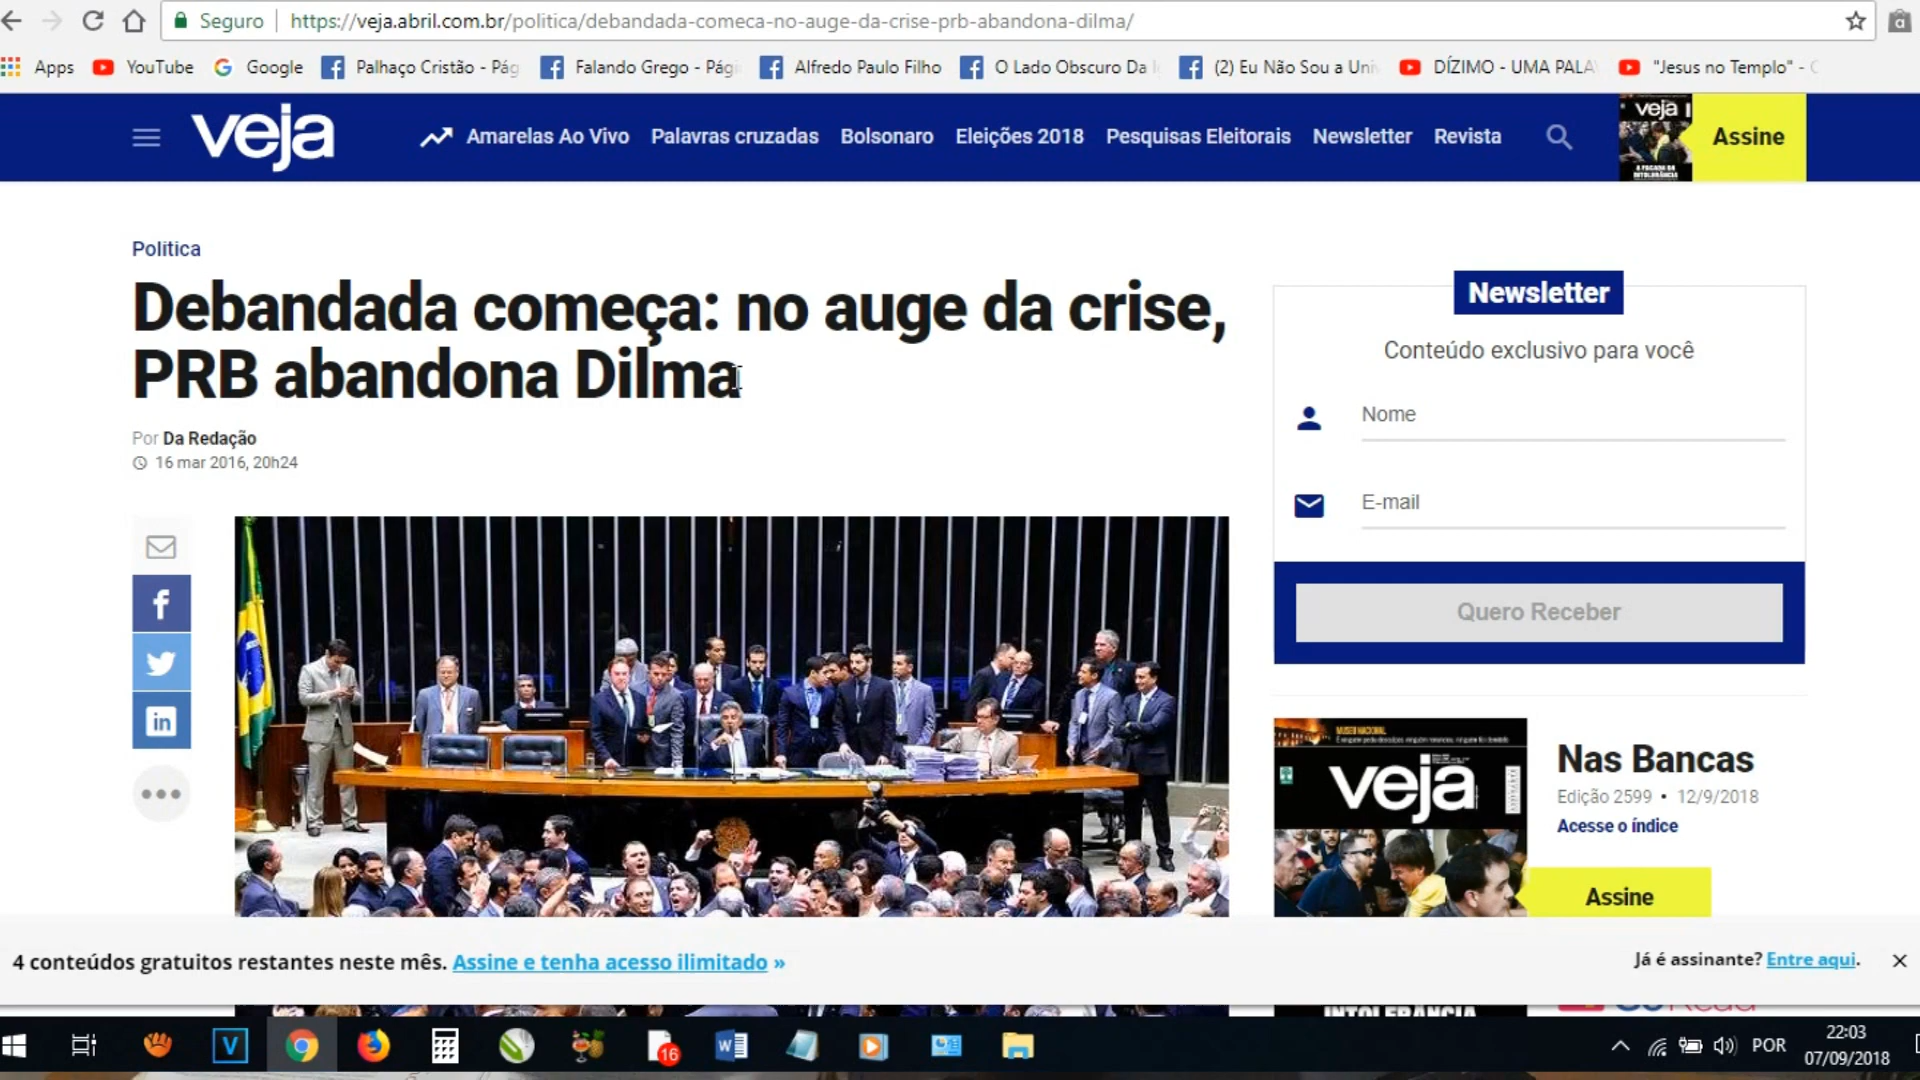 Seguro
https://veja.abril.com.br/politica/debandada-comeca-no-auge-da-crise-prb-abandona-dilma/
Apps
YouTube
Google
Palhaço Cristão - Pág
Falando Grego - Pági
Alfredo Paulo Filho
O Lado Obscuro Da
(2) Eu Não Sou a Uni
DÍZIMO - UMA PALA
"Jesus no Templo" -
veja
Amarelas Ao Vivo
Palavras cruzadas
Bolsonaro
Eleições 2018
Pesquisas Eleitorais
Newsletter
Revista
veja
Assine
Politica
Debandada começa: no auge da crise,
PRB abandona Dilma
Por Da Redação
16 mar 2016, 20h24
Newsletter
Conteúdo exclusivo para você
Nome
E-mail
Quero Receber
MUSEU NACIONAL
veja
Nas Bancas
Edição 2599 • 12/9/2018
Acesse o índice
Assine
4 conteúdos gratuitos restantes neste mês. Assine e tenha acesso ilimitado »
Já é assinante? Entre aqui.
INTOLERÂNCIA
V
16
W
POR
22:03
07/09/2018